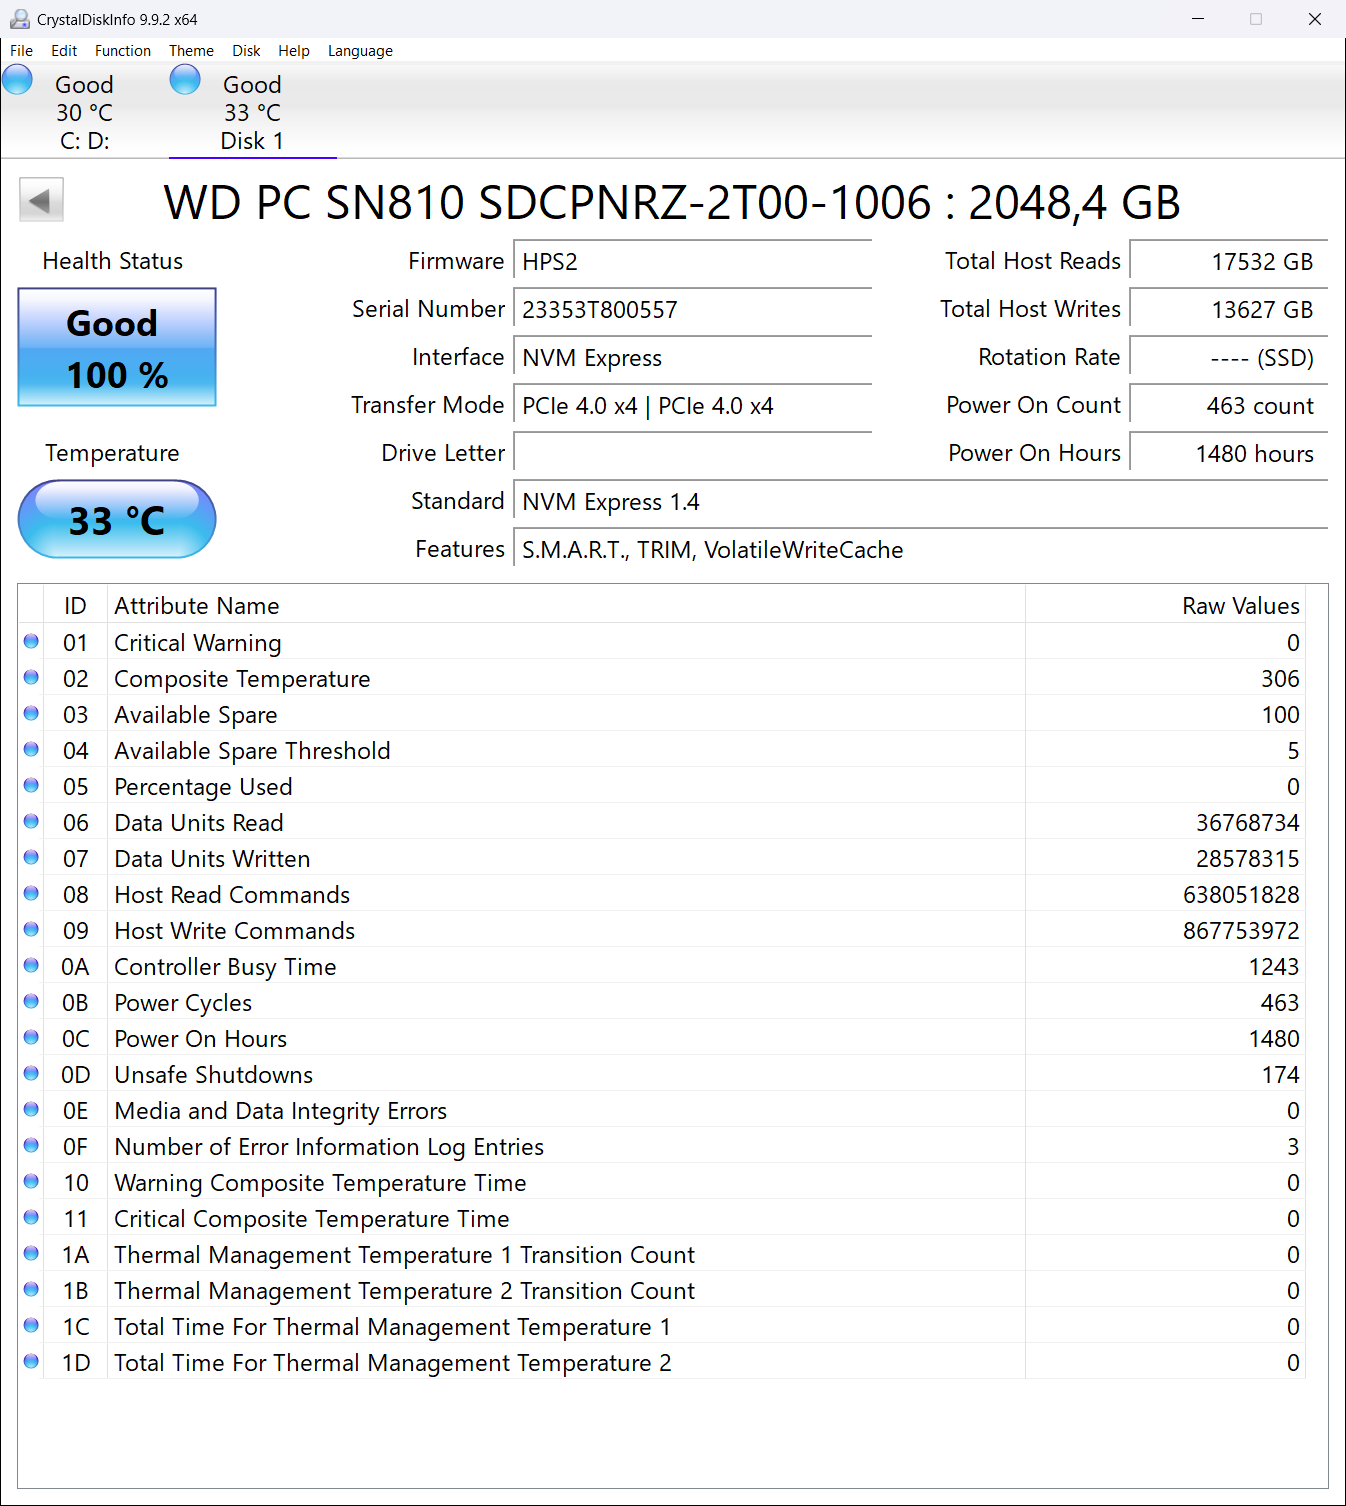 CrystalDiskInfo 9.9.2 x64
File Edit Function Theme Disk Help Language
Good Good
30 °C 33 °C
C: D: Disk 1
WD PC SN810 SDCPNRZ-2T00-1006 : 2048,4 GB
Health Status Firmware HPS2 Total Host Reads 17532 GB
Good Serial Number 23353T800557 Total Host Writes 13627 GB
100 % Interface NVM Express Rotation Rate ---- (SSD)
Transfer Mode PCIe 4.0 x4 | PCIe 4.0 x4 Power On Count 463 count
Temperature Drive Letter Power On Hours 1480 hours
33 °C Standard NVM Express 1.4
Features S.M.A.R.T., TRIM, VolatileWriteCache
ID Attribute Name Raw Values
01 Critical Warning 0
02 Composite Temperature 306
03 Available Spare 100
04 Available Spare Threshold 5
05 Percentage Used 0
06 Data Units Read 36768734
07 Data Units Written 28578315
08 Host Read Commands 638051828
09 Host Write Commands 867753972
0A Controller Busy Time 1243
0B Power Cycles 463
0C Power On Hours 1480
0D Unsafe Shutdowns 174
0E Media and Data Integrity Errors 0
0F Number of Error Information Log Entries 3
10 Warning Composite Temperature Time 0
11 Critical Composite Temperature Time 0
1A Thermal Management Temperature 1 Transition Count 0
1B Thermal Management Temperature 2 Transition Count 0
1C Total Time For Thermal Management Temperature 1 0
1D Total Time For Thermal Management Temperature 2 0